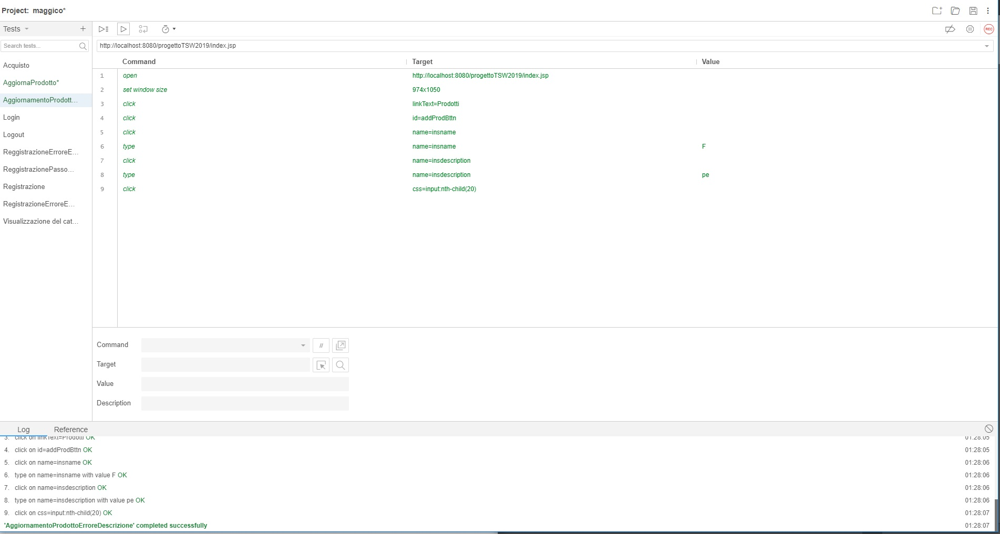 Project: maggico*
Tests
Search tests...
Acquisto
AggiornaProdotto*
AggiornamentoProdott...
Login
Logout
ReggistrazioneErroreE...
ReggistrazionePasso...
Registrazione
RegistrazioneErroreE...
Visualizzazione del cat...
REC
http://localhost:8080/progettoTSW2019/index.jsp
Command Target Value
1 open http://localhost:8080/progettoTSW2019/index.jsp
2 set window size 974x1050
3 click linkText=Prodotti
4 click id=addProdBttn
5 click name=insname
6 type name=insname F
7 click name=insdescription
8 type name=insdescription pe
9 click css=input:nth-child(20)
Command //
Target
Value
Description
Log Reference
3. click on linkText=Prodotti OK 01:28:05
4. click on id=addProdBttn OK 01:28:05
5. click on name=insname OK 01:28:06
6. type on name=insname with value F OK 01:28:06
7. click on name=insdescription OK 01:28:06
8. type on name=insdescription with value pe OK 01:28:06
9. click on css=input:nth-child(20) OK 01:28:07
'AggiornamentoProdottoErroreDescrizione' completed successfully 01:28:07